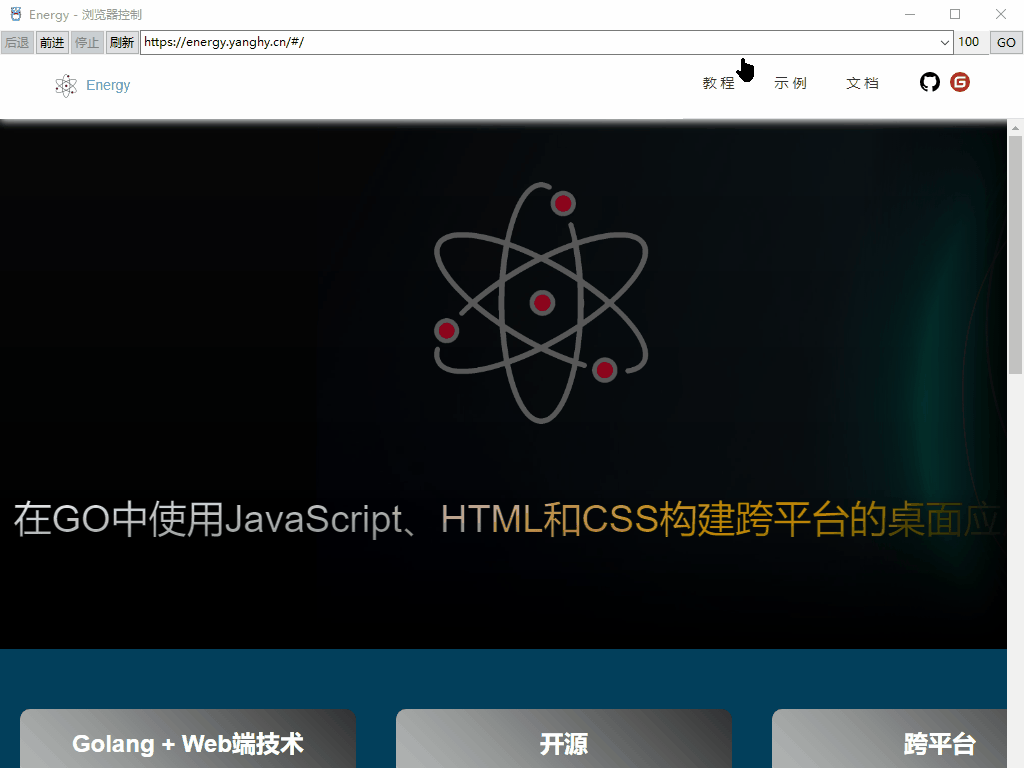 Energy - 浏览器控制
后退 前进 停止 刷新 https://energy.yanghy.cn/#/ 100 GO
Energy 教程 示例 文档
在GO中使用JavaScript、HTML和CSS构建跨平台的桌面应
Golang + Web端技术 开源 跨平台